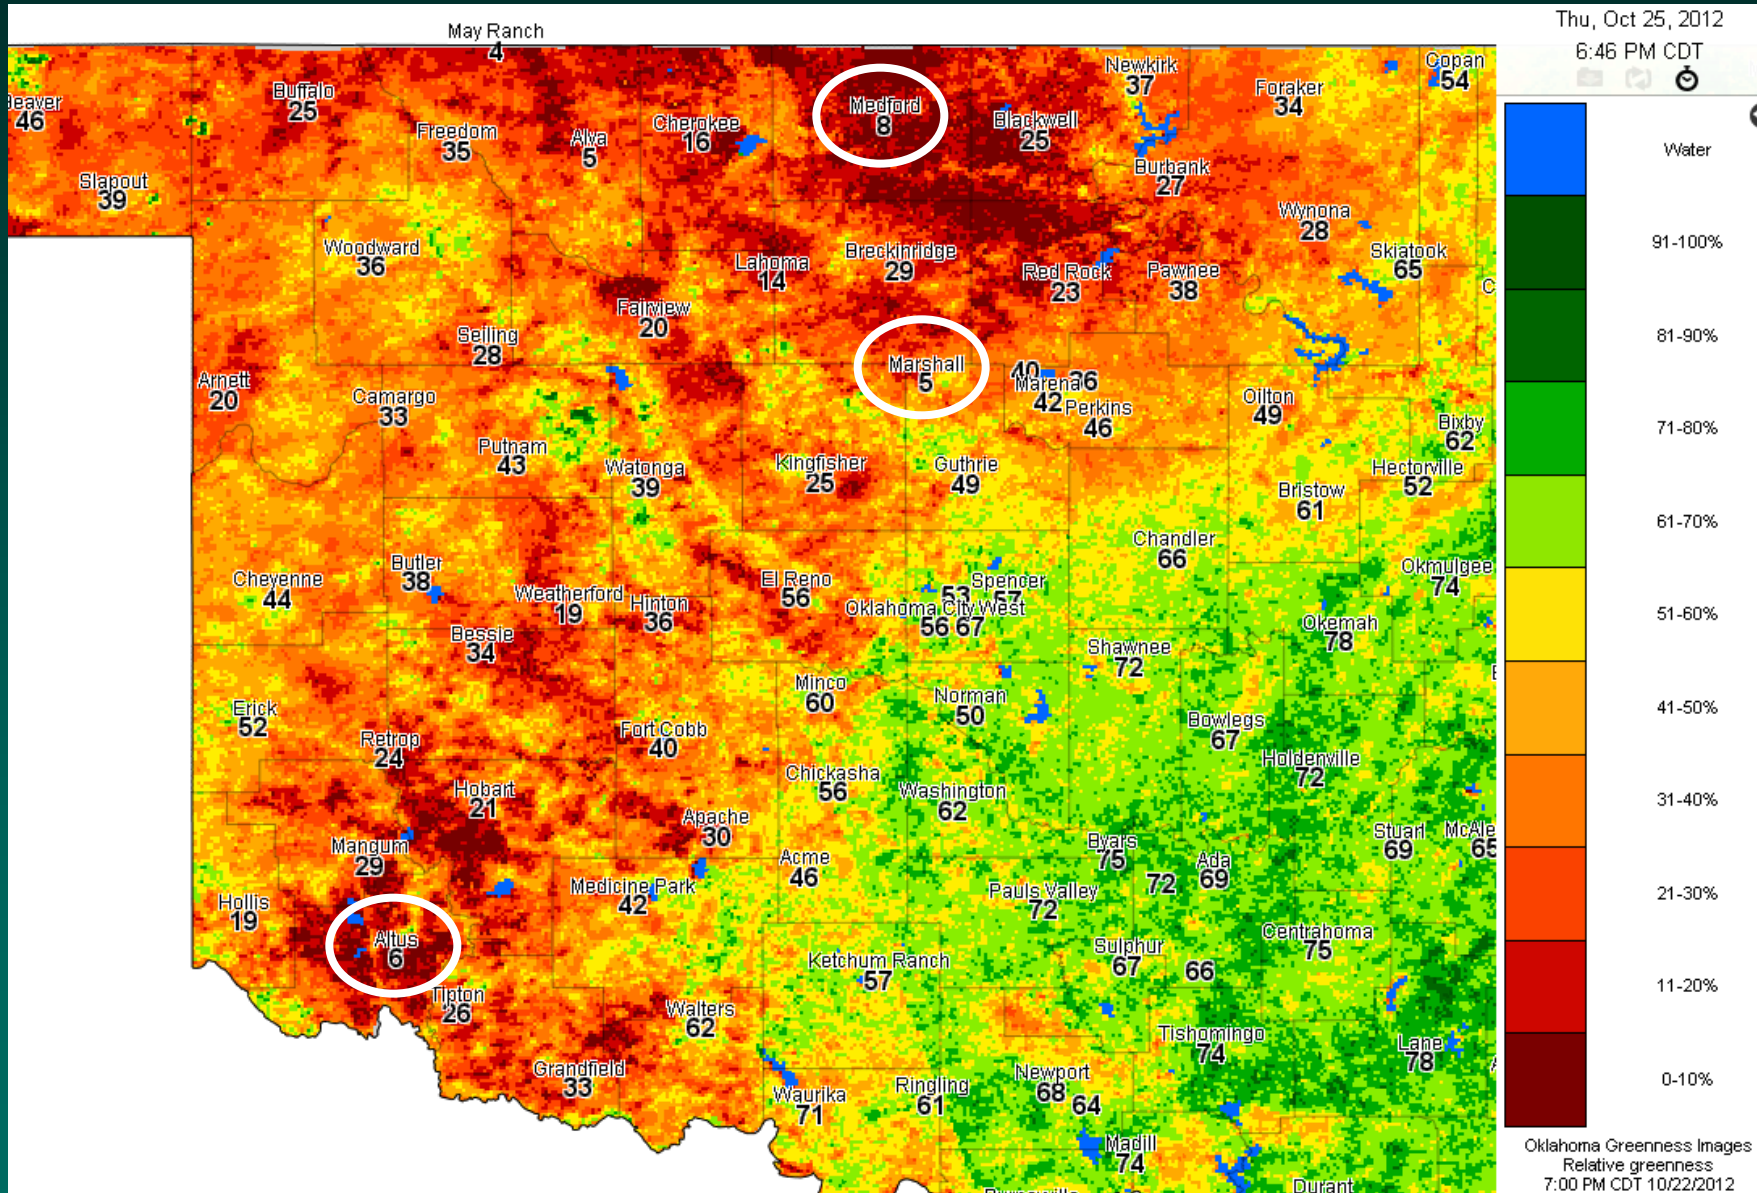 Thu, Oct 25, 2012
6:46 PM CDT
May Ranch
4
Newkirk
37
Copan
54
Beaver
46
Buffalo
25
Foraker
34
Medford
8
Freedom
35
Alva
5
Cherokee
16
Blackwell
25
Slapout
39
Burbank
27
Wynona
28
Woodward
36
Lahoma
14
Breckinridge
29
Red Rock
23
Pawnee
38
Skiatook
65
C
Fairview
20
Seiling
28
Marshall
5
Arnett
20
40
Marena
42
Perkins
46
Camargo
33
Oilton
49
Bixby
62
Putnam
43
Watonga
39
Kingfisher
25
Guthrie
49
Hectorville
52
Bristow
61
Chandler
66
Butler
38
Cheyenne
44
Weatherford
19
Hinton
36
El Reno
56
53
Spencer
57
Oklahoma City West
56 67
Okmulgee
74
Okemah
78
Bessie
34
Shawnee
72
Minco
60
Norman
50
Erick
52
Retrop
24
Fort Cobb
40
Bowlegs
67
Holdenville
72
Chickasha
56
Hobart
21
Washington
62
Apache
30
Mangum
29
Acme
46
Byars
75
Ada
69
Stuart
69
McAle
65
Medicine Park
42
Pauls Valley
72
72
Hollis
19
Altus
6
Ketchum Ranch
57
Sulphur
67
66
Centrahoma
75
Tipton
26
Walters
62
Tishomingo
74
Lane
78
Grandfield
33
Waurika
71
Ringling
61
Newport
68
64
Madill
74
Durant
Water
91-100%
81-90%
71-80%
61-70%
51-60%
41-50%
31-40%
21-30%
11-20%
0-10%
Oklahoma Greenness Images
Relative greenness
7:00 PM CDT 10/22/2012